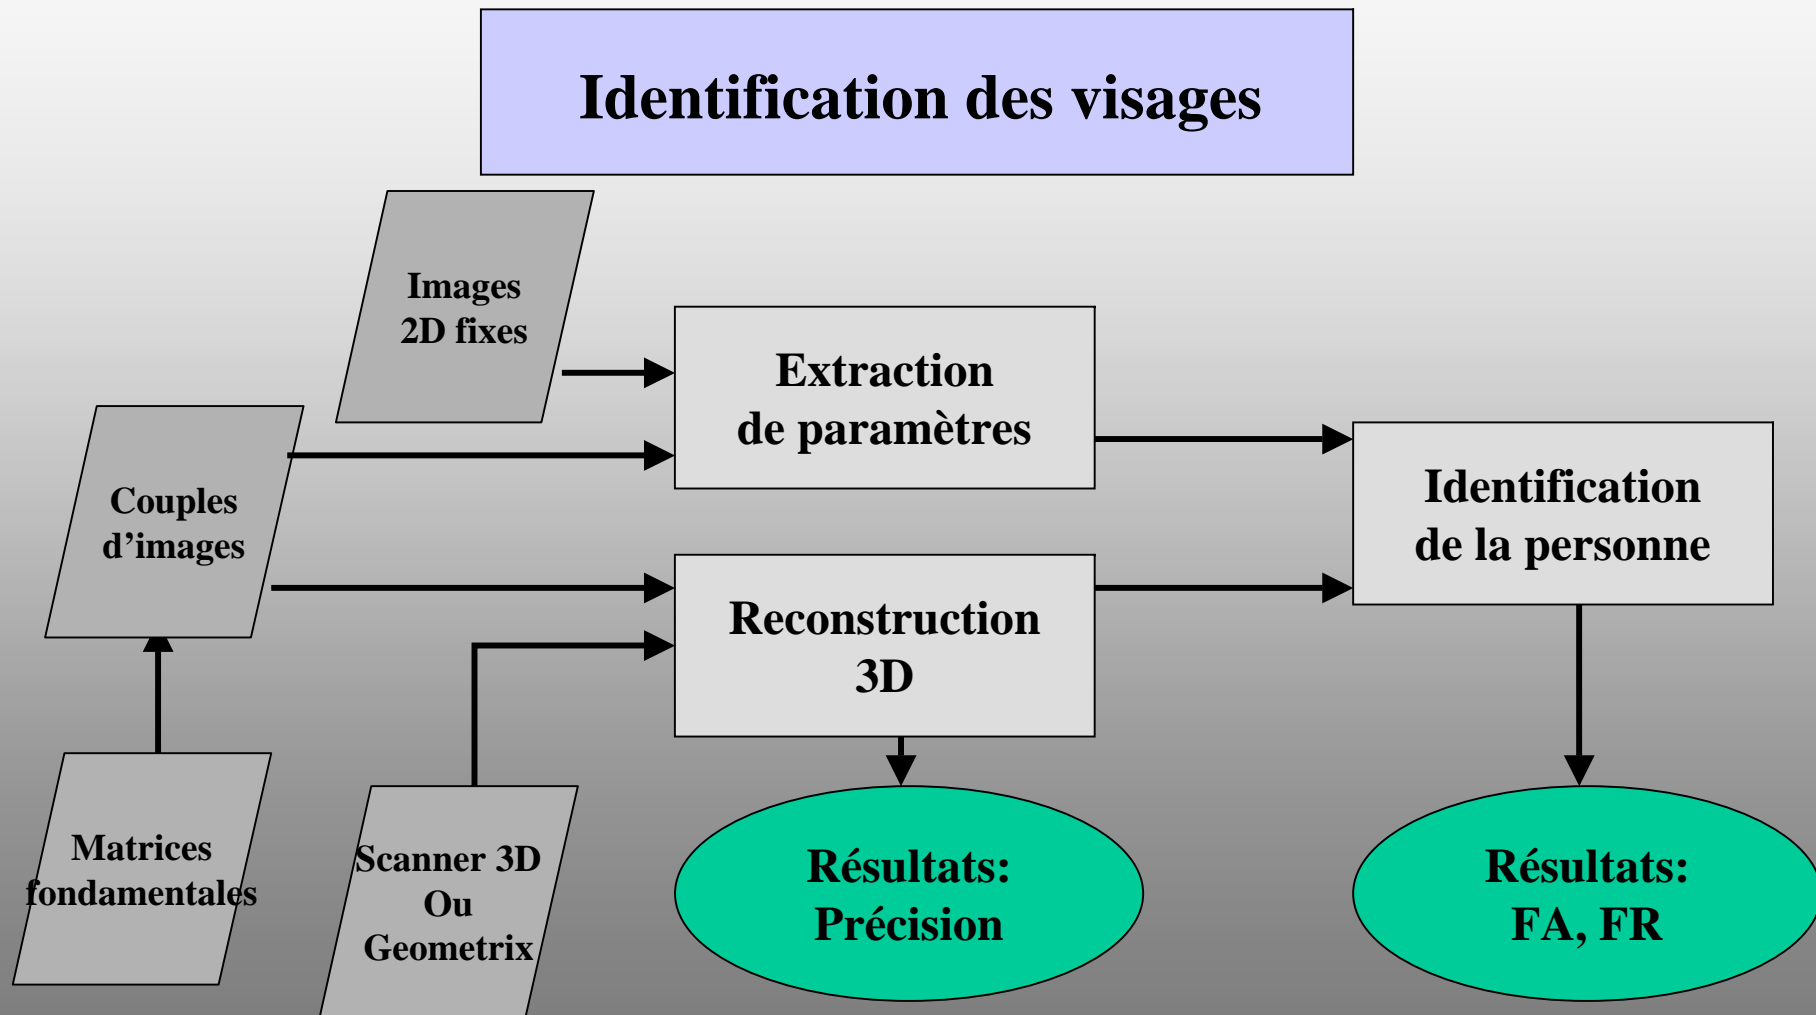 Identification des visages
Images
2D fixes
Extraction
de paramètres
Couples
d’images
Identification
de la personne
Reconstruction
3D
Matrices
fondamentales
Scanner 3D
Ou
Geometrix
Résultats:
Précision
Résultats:
FA, FR